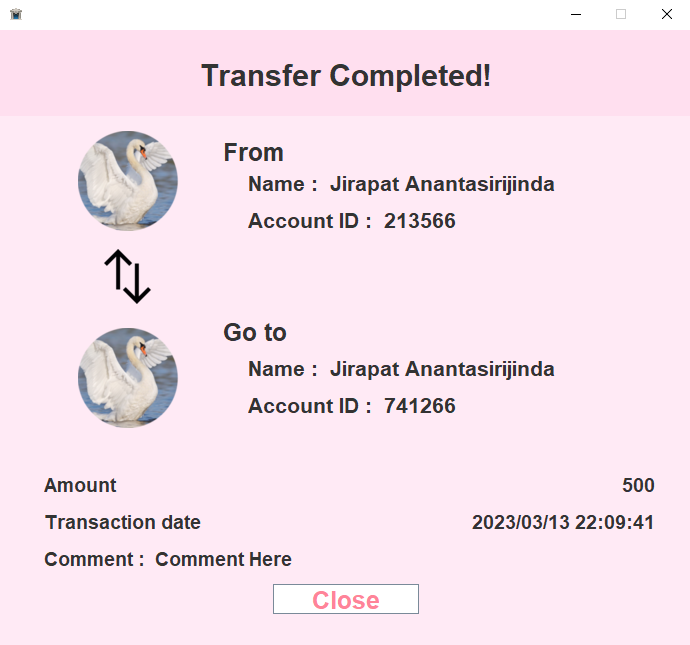 Transfer Completed!
From
Name : Jirapat Anantasirijinda
Account ID : 213566
Go to
Name : Jirapat Anantasirijinda
Account ID : 741266
Amount 500
Transaction date 2023/03/13 22:09:41
Comment : Comment Here
Close